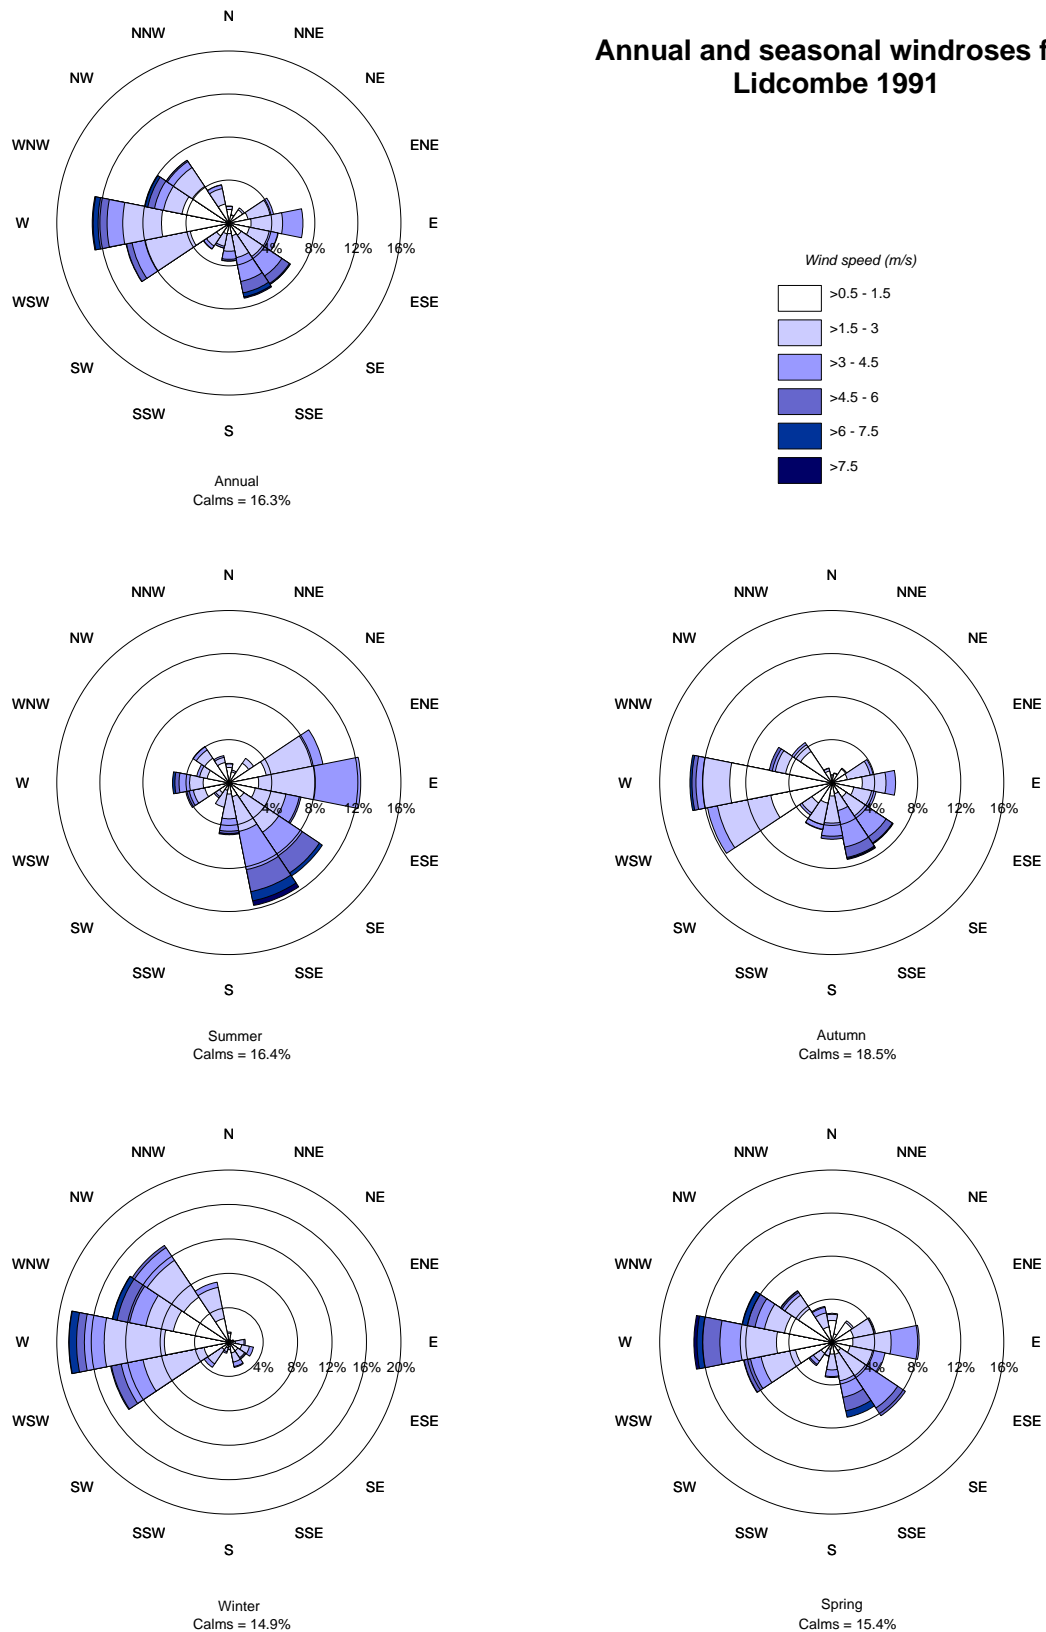 Annual and seasonal windroses f
Lidcombe 1991
N
NNW
NNE
NW
NE
WNW
ENE
W
E
4%
8%
12%
16%
WSW
ESE
SW
SE
SSW
SSE
S
Annual
Calms = 16.3%
Wind speed (m/s)
>0.5 - 1.5
>1.5 - 3
>3 - 4.5
>4.5 - 6
>6 - 7.5
>7.5
N
NNW
NNE
NW
NE
WNW
ENE
W
E
4%
8%
12%
16%
WSW
ESE
SW
SE
SSW
SSE
S
Summer
Calms = 16.4%
N
NNW
NNE
NW
NE
WNW
ENE
W
E
4%
8%
12%
16%
WSW
ESE
SW
SE
SSW
SSE
S
Autumn
Calms = 18.5%
N
NNW
NNE
NW
NE
WNW
ENE
W
E
4%
8%
12%
16%
20%
WSW
ESE
SW
SE
SSW
SSE
S
Winter
Calms = 14.9%
N
NNW
NNE
NW
NE
WNW
ENE
W
E
4%
8%
12%
16%
WSW
ESE
SW
SE
SSW
SSE
S
Spring
Calms = 15.4%